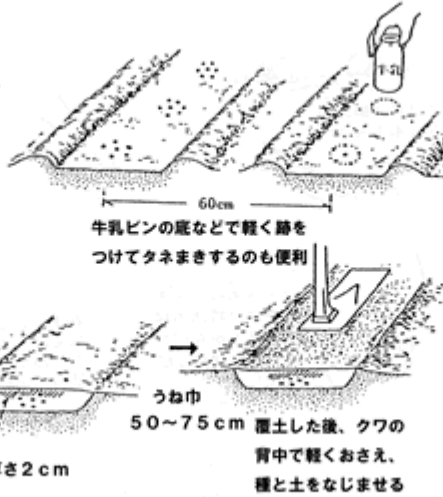 60cm
牛乳ビンの底などで軽く跡を
つけてタネまきするのも便利
うね巾
50〜75cm
覆土した後、クワの
背中で軽くおさえ、
種と土をなじませる
さ2cm